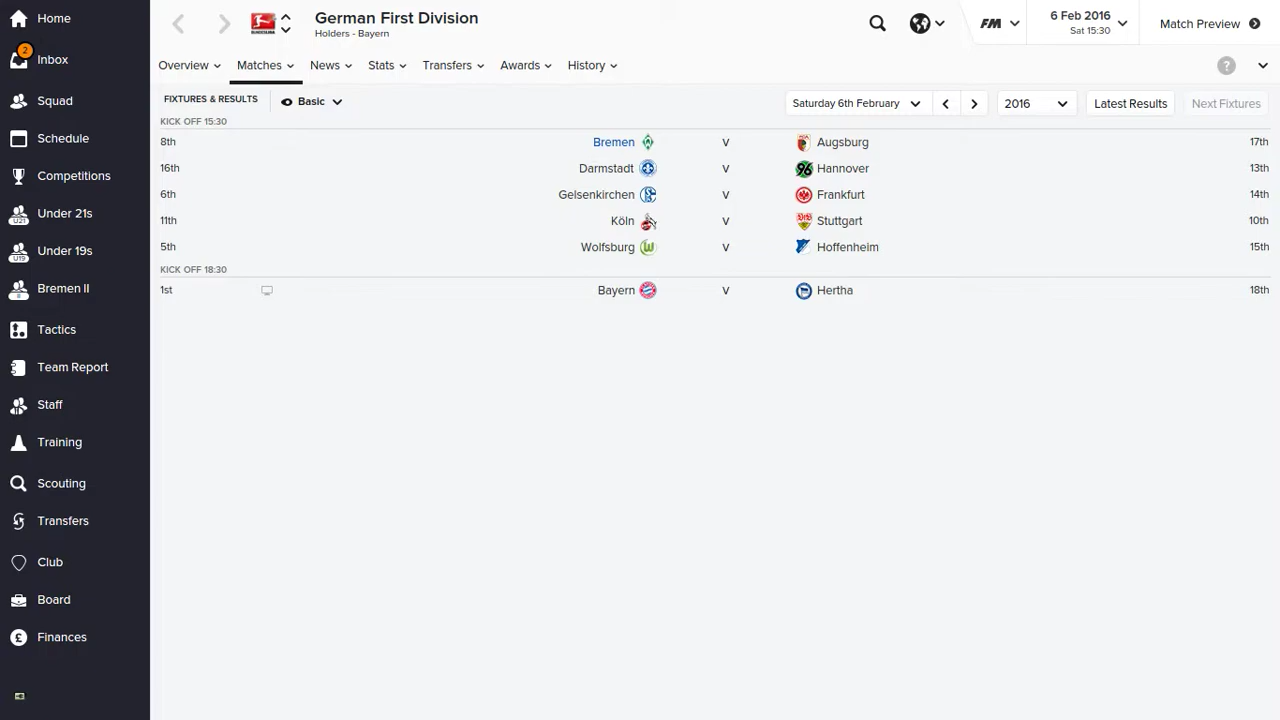 Home
2
Inbox
Squad
Schedule
Competitions
Under 21s
Under 19s
Bremen II
Tactics
Team Report
Staff
Training
Scouting
Transfers
Club
Board
Finances
German First Division
Holders - Bayern
FM
6 Feb 2016
Sat 15:30
Match Preview
Overview Matches News Stats Transfers Awards History ?
FIXTURES & RESULTS Basic Saturday 6th February 2016 Latest Results Next Fixtures
KICK OFF 15:30
8th Bremen v Augsburg 17th
16th Darmstadt v Hannover 13th
6th Gelsenkirchen v Frankfurt 14th
11th Köln v Stuttgart 10th
5th Wolfsburg v Hoffenheim 15th
KICK OFF 18:30
1st Bayern v Hertha 18th